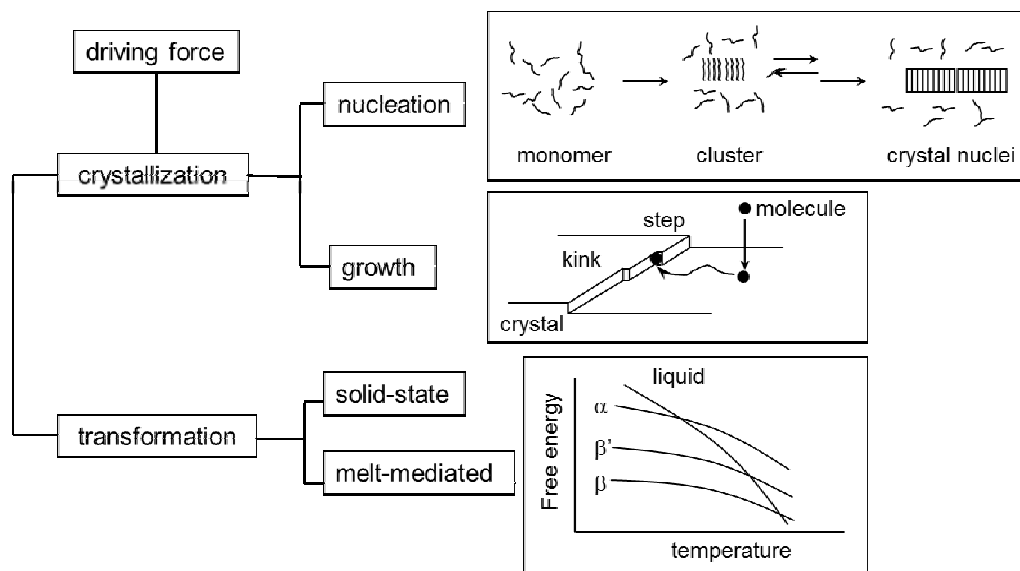 driving force
nucleation
crystallization
growth
solid-state
transformation
melt-mediated
monomer
cluster
crystal nuclei
molecule
step
kink
crystal
liquid
α
β’
β
Free energy
temperature